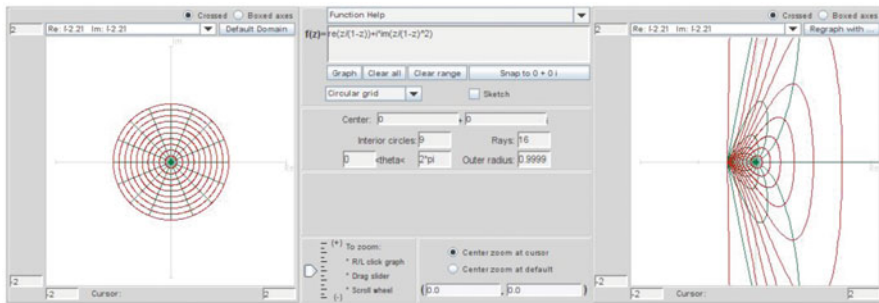 Crossed Boxed axes
2 Re: [-2.2] Im: [-2.2] Default Domain
-2
-2 Cursor: 2
Function Help
f(z)= re(z/(1-z))+i*im(z/(1-z)^2)
Graph Clear all Clear range Snap to 0 + 0 i
Circular grid Sketch
Center: 0 + 0 i
Interior circles: 9 Rays: 16
0 <theta< 2*pi Outer radius: 0.9999
(+) To zoom:
* R/L click graph
* Drag slider
* Scroll wheel
(-)
Center zoom at cursor
Center zoom at default
( 0.0 , 0.0 )
Crossed Boxed axes
2 Re: [-2.2] Im: [-2.2] Regraph with ...
-2
-2 Cursor: 2